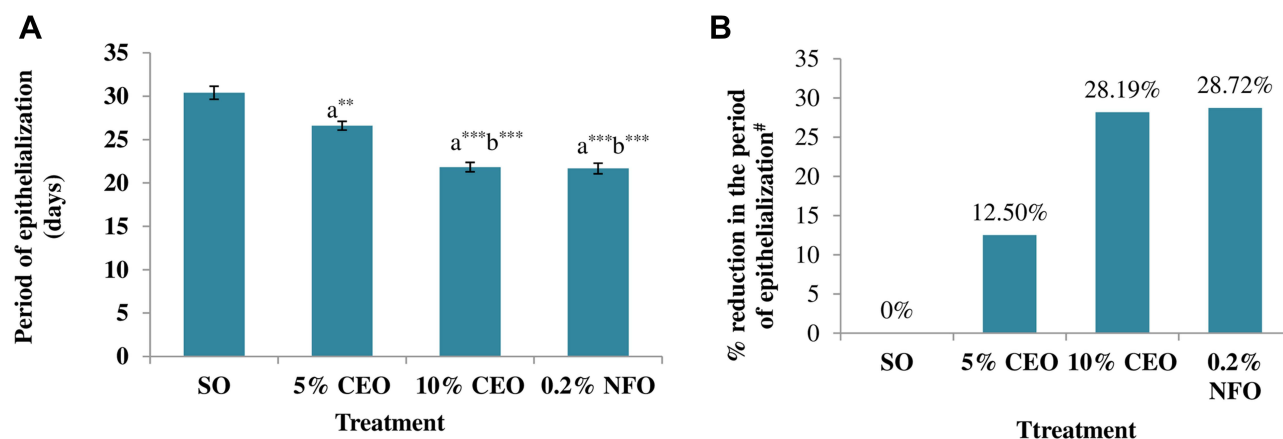 A
Period of epithelialization
(days)
35
30
25
20
15
10
5
0
a**
a***b***
a***b***
SO
5% CEO
10% CEO
0.2% NFO
Treatment
B
% reduction in the period
of epithelialization#
35
30
25
20
15
10
5
0
0%
12.50%
28.19%
28.72%
SO
5% CEO
10% CEO
0.2%
NFO
Ttreatment